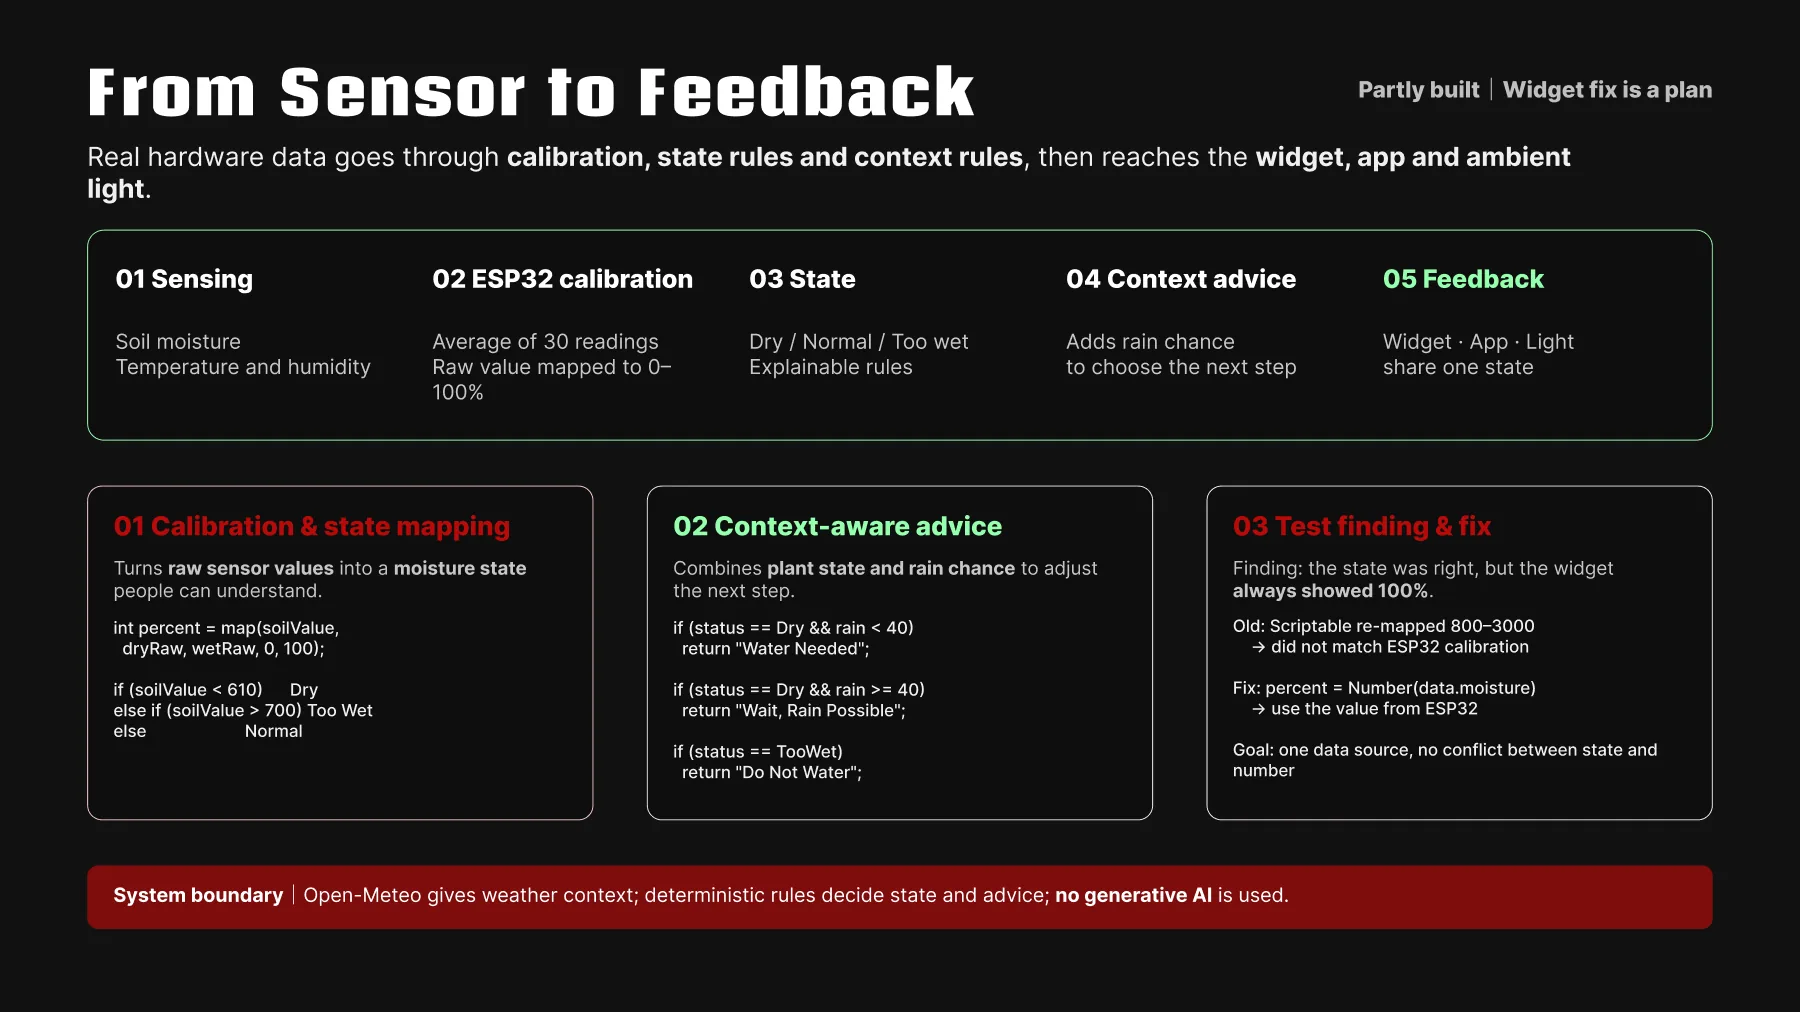 From Sensor to Feedback
Partly built | Widget fix is a plan
Real hardware data goes through calibration, state rules and context rules, then reaches the widget, app and ambient
light.
01 Sensing
Soil moisture
Temperature and humidity
02 ESP32 calibration
Average of 30 readings
Raw value mapped to 0–
100%
03 State
Dry / Normal / Too wet
Explainable rules
04 Context advice
Adds rain chance
to choose the next step
05 Feedback
Widget · App · Light
share one state
01 Calibration & state mapping
Turns raw sensor values into a moisture state
people can understand.
int percent = map(soilValue,
dryRaw, wetRaw, 0, 100);
if (soilValue < 610) Dry
else if (soilValue > 700) Too Wet
else Normal
02 Context-aware advice
Combines plant state and rain chance to adjust
the next step.
if (status == Dry && rain < 40)
return "Water Needed";
if (status == Dry && rain >= 40)
return "Wait, Rain Possible";
if (status == TooWet)
return "Do Not Water";
03 Test finding & fix
Finding: the state was right, but the widget
always showed 100%.
Old: Scriptable re-mapped 800–3000
→ did not match ESP32 calibration
Fix: percent = Number(data.moisture)
→ use the value from ESP32
Goal: one data source, no conflict between state and
number
System boundary | Open-Meteo gives weather context; deterministic rules decide state and advice; no generative AI is used.